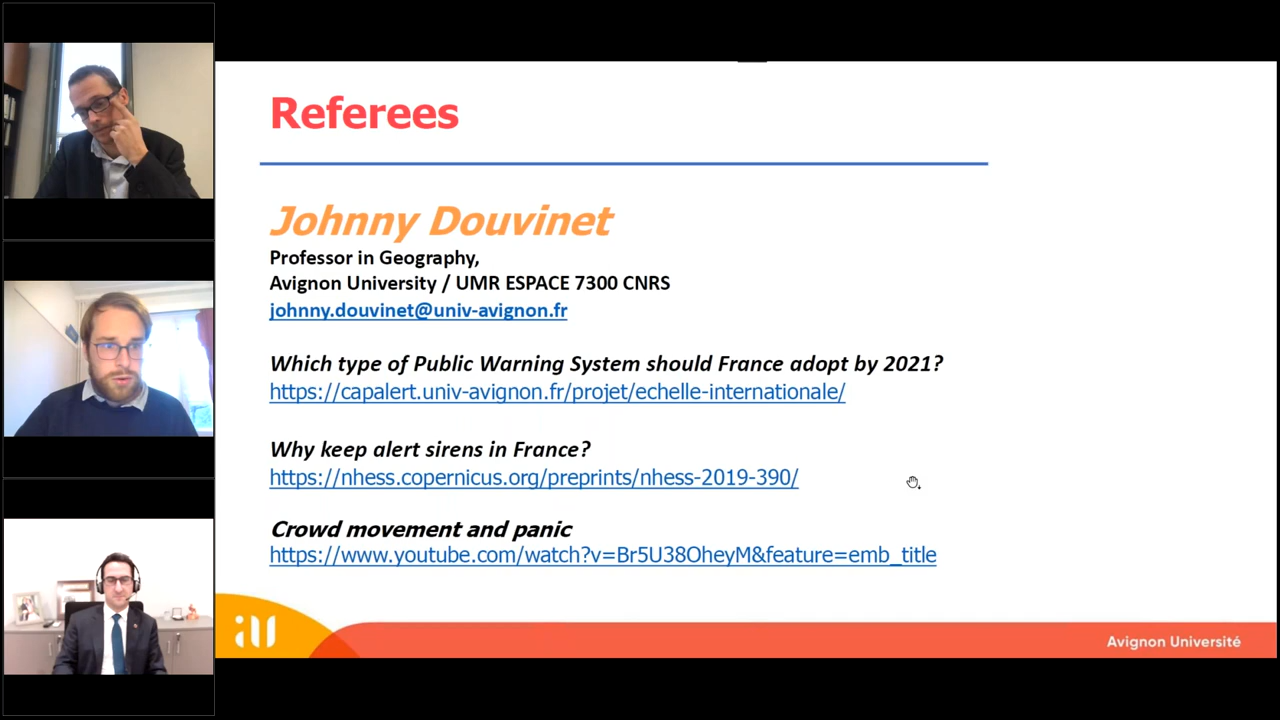 Referees
Johnny Douvinet
Professor in Geography,
Avignon University / UMR ESPACE 7300 CNRS
johnny.douvinet@univ-avignon.fr
Which type of Public Warning System should France adopt by 2021?
https://capalert.univ-avignon.fr/projet/echelle-internationale/
Why keep alert sirens in France?
https://nhess.copernicus.org/preprints/nhess-2019-390/
Crowd movement and panic
https://www.youtube.com/watch?v=Br5U38OheyM&feature=emb_title
Avignon Université